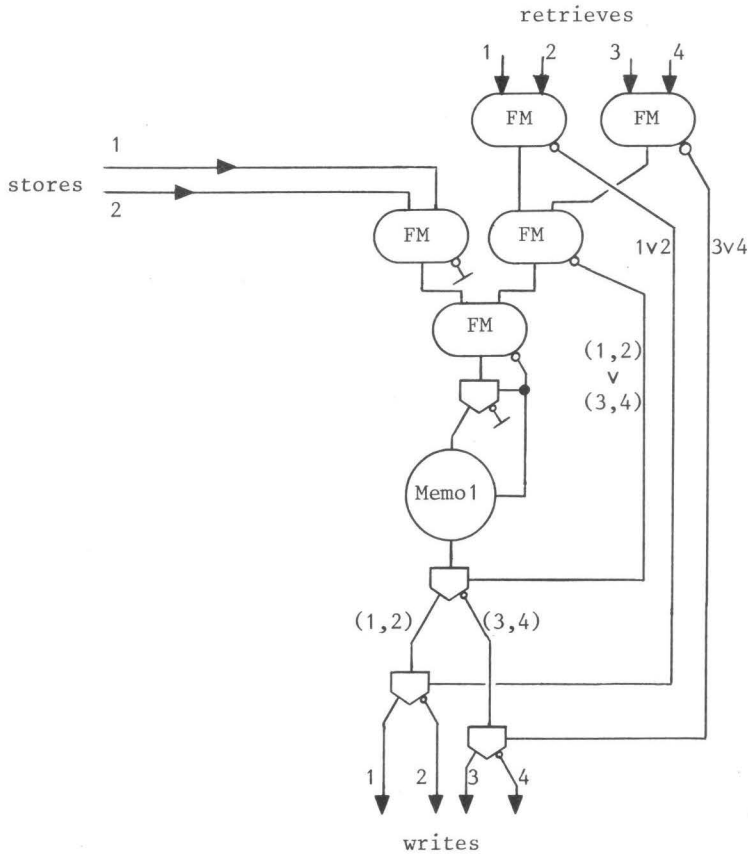 retrieves
1 2 3 4
FM FM
1
stores
2
FM FM 1v2 3v4
FM
(1,2)
v
(3,4)
Memo1
(1,2) (3,4)
1 2 3 4
writes